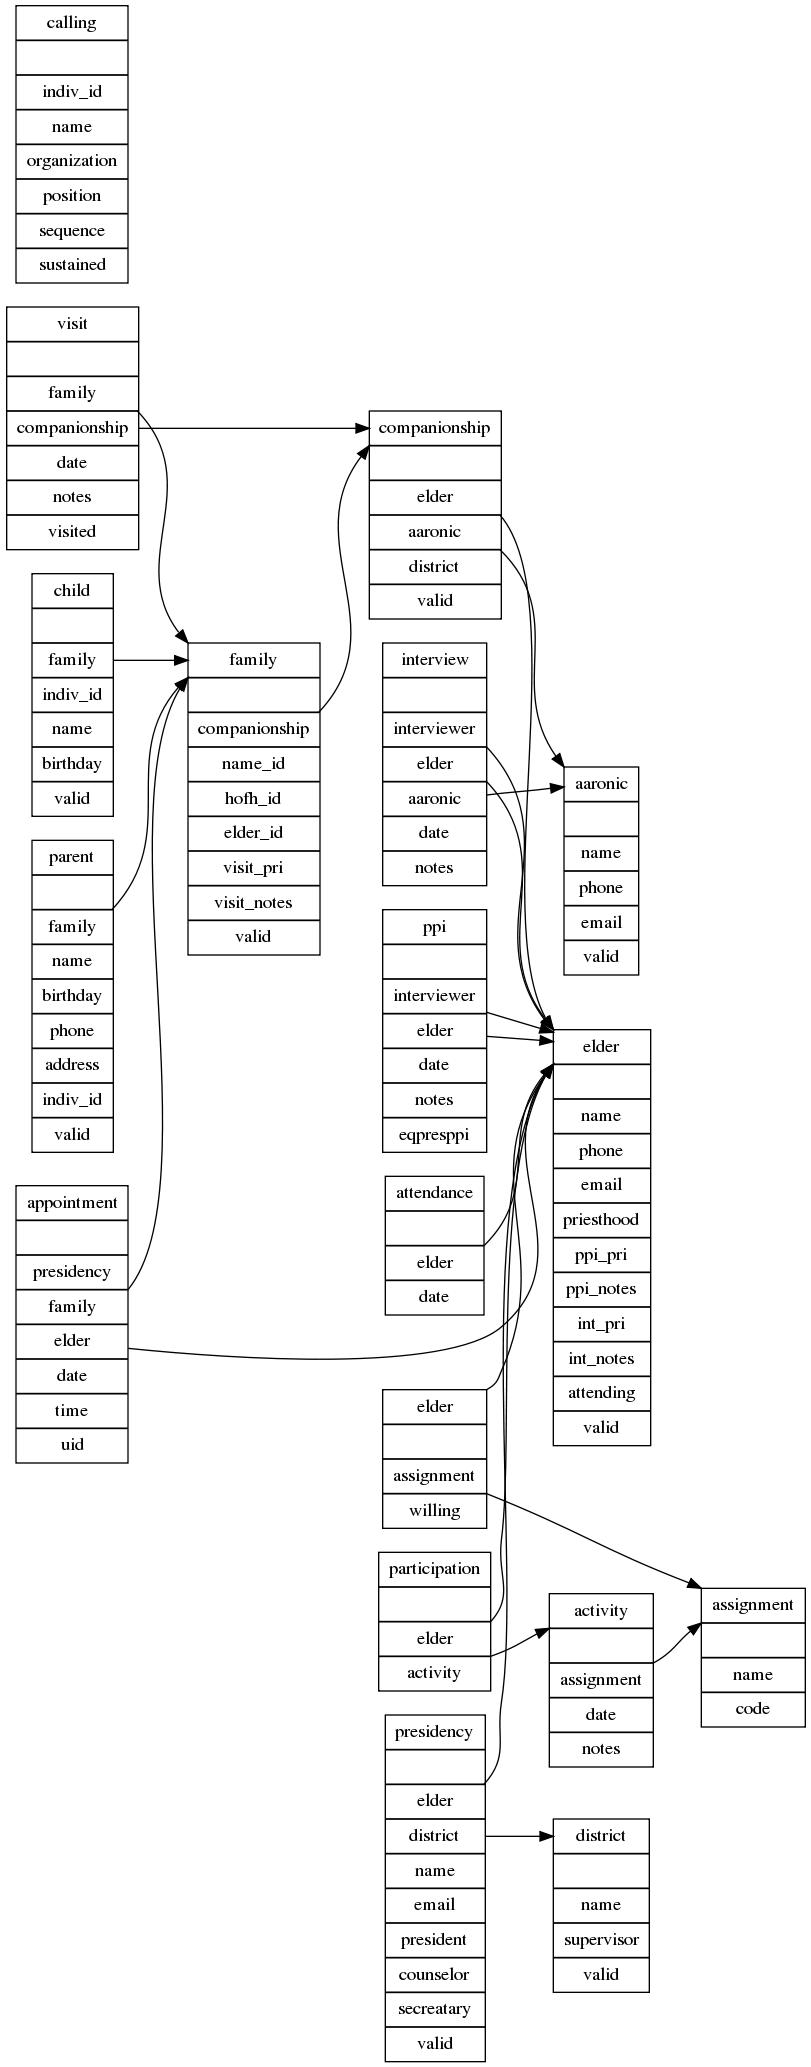 calling
indiv_id
name
organization
position
sequence
sustained
visit
family
companionship
date
notes
visited
child
family
indiv_id
name
birthday
valid
parent
family
name
birthday
phone
address
indiv_id
valid
appointment
presidency
family
elder
date
time
uid
family
companionship
name_id
hofh_id
elder_id
visit_pri
visit_notes
valid
companionship
elder
aaronic
district
valid
interview
interviewer
elder
aaronic
date
notes
ppi
interviewer
elder
date
notes
eqpresppi
attendance
elder
date
elder
assignment
willing
participation
elder
activity
presidency
elder
district
name
email
president
counselor
secreatary
valid
aaronic
name
phone
email
valid
elder
name
phone
email
priesthood
ppi_pri
ppi_notes
int_pri
int_notes
attending
valid
activity
assignment
date
notes
district
name
supervisor
valid
assignment
name
code